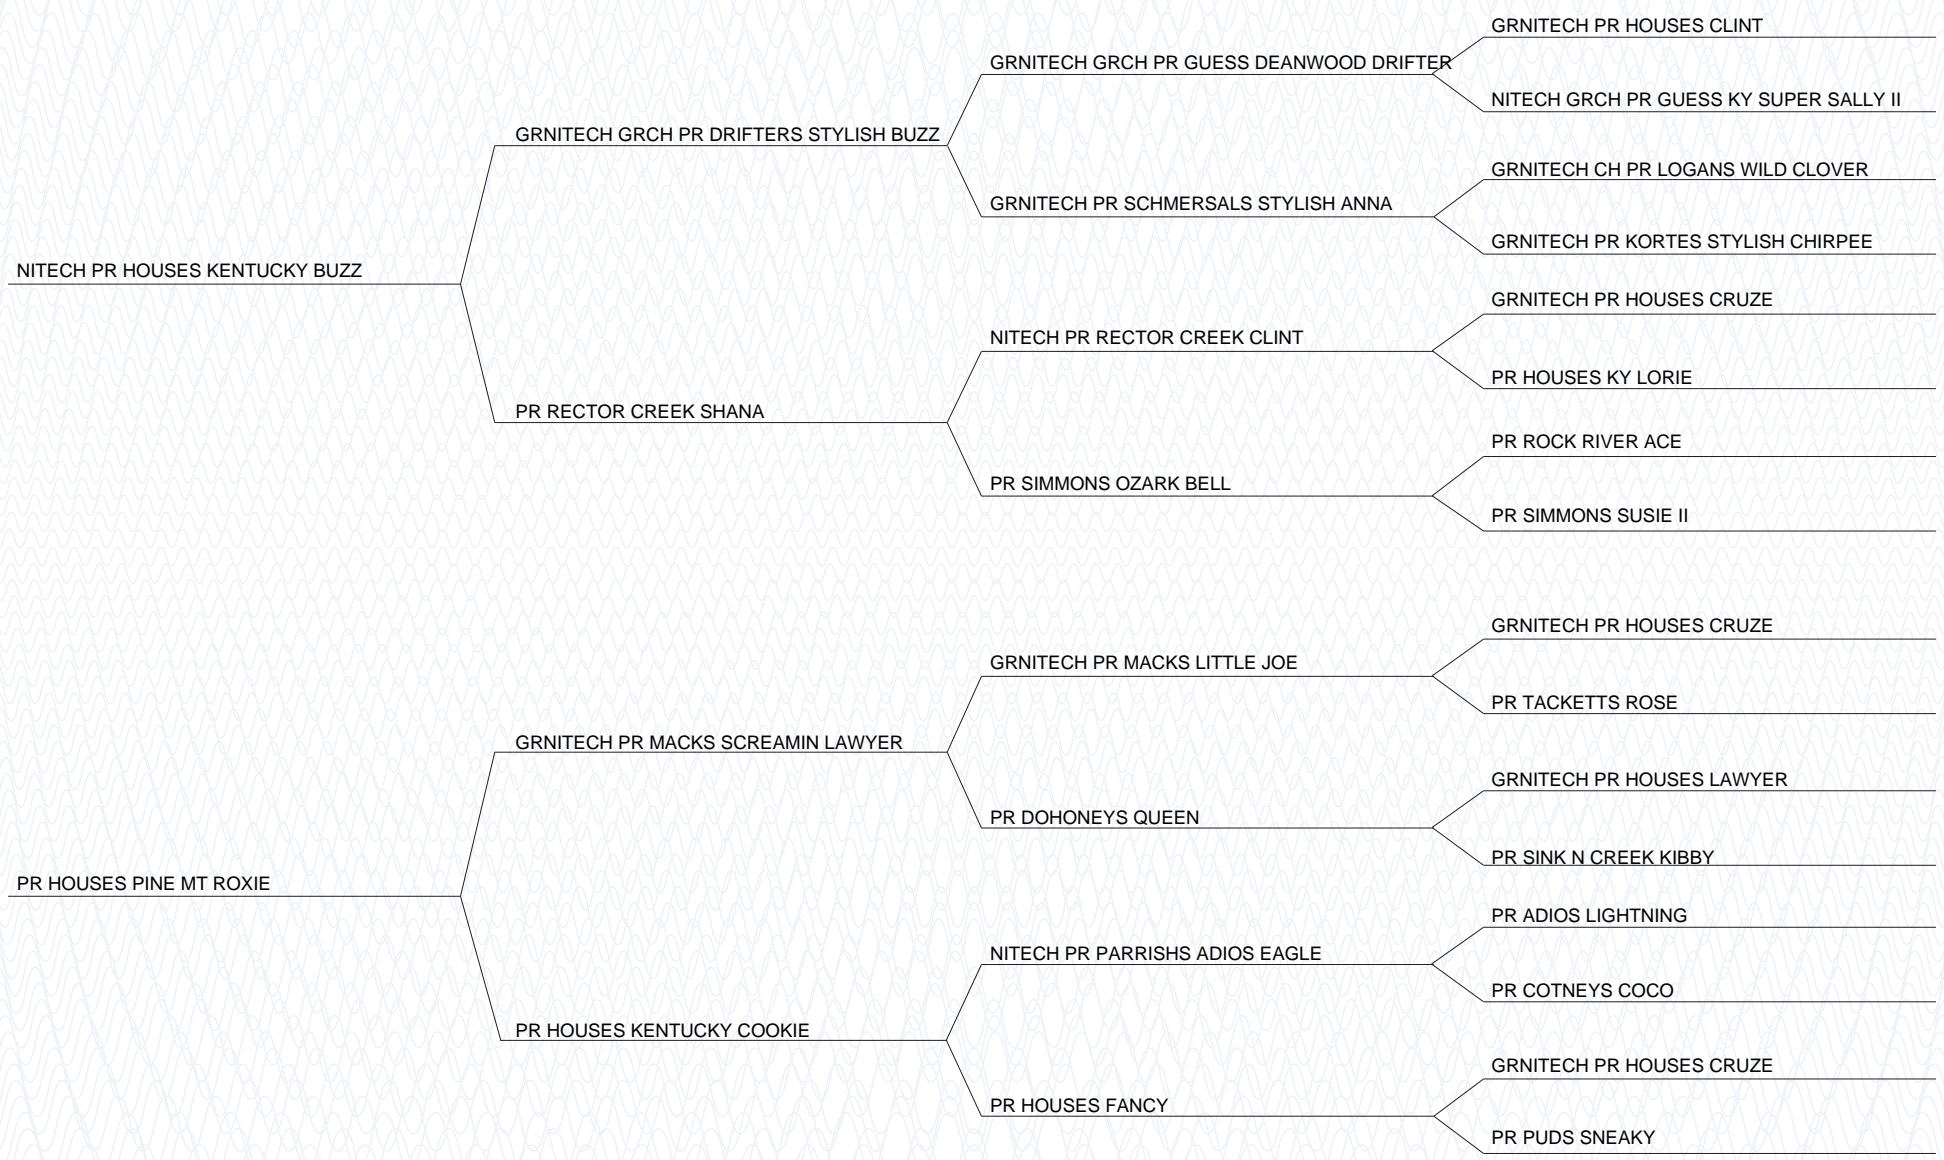 GRNITECH PR HOUSES CLINT
GRNITECH GRCH PR GUESS DEANWOOD DRIFTER
NITECH GRCH PR GUESS KY SUPER SALLY II
GRNITECH GRCH PR DRIFTERS STYLISH BUZZ
GRNITECH CH PR LOGANS WILD CLOVER
GRNITECH PR SCHMERSALS STYLISH ANNA
GRNITECH PR KORTES STYLISH CHIRPEE
NITECH PR HOUSES KENTUCKY BUZZ
GRNITECH PR HOUSES CRUZE
NITECH PR RECTOR CREEK CLINT
PR HOUSES KY LORIE
PR RECTOR CREEK SHANA
PR ROCK RIVER ACE
PR SIMMONS OZARK BELL
PR SIMMONS SUSIE II
GRNITECH PR HOUSES CRUZE
GRNITECH PR MACKS LITTLE JOE
PR TACKETTS ROSE
GRNITECH PR MACKS SCREAMIN LAWYER
GRNITECH PR HOUSES LAWYER
PR DOHONEYS QUEEN
PR SINK N CREEK KIBBY
PR HOUSES PINE MT ROXIE
PR ADIOS LIGHTNING
NITECH PR PARRISHS ADIOS EAGLE
PR COTNEYS COCO
PR HOUSES KENTUCKY COOKIE
GRNITECH PR HOUSES CRUZE
PR HOUSES FANCY
PR PUDS SNEAKY